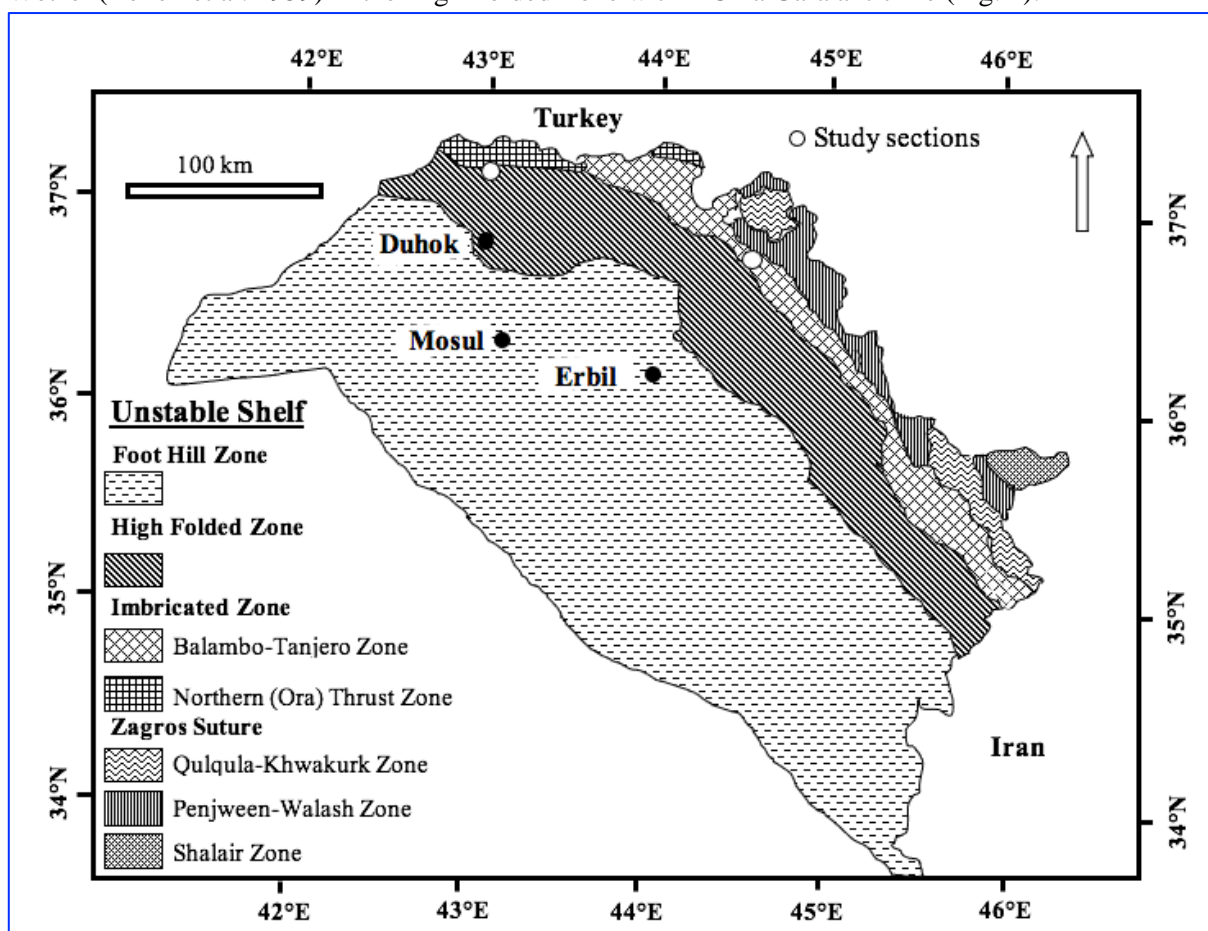 42°E 43°E 44°E 45°E 46°E
Turkey
Study sections
100 km
37°N
37°N
Duhok
Mosul
Erbil
36°N
36°N
Unstable Shelf
Foot Hill Zone
High Folded Zone
35°N
35°N
Imbricated Zone
Balambo-Tanjero Zone
Northern (Ora) Thrust Zone
Zagros Suture
Iran
Qulqula-Khwakurk Zone
34°N
34°N
Penjween-Walash Zone
Shalair Zone
42°E 43°E 44°E 45°E 46°E